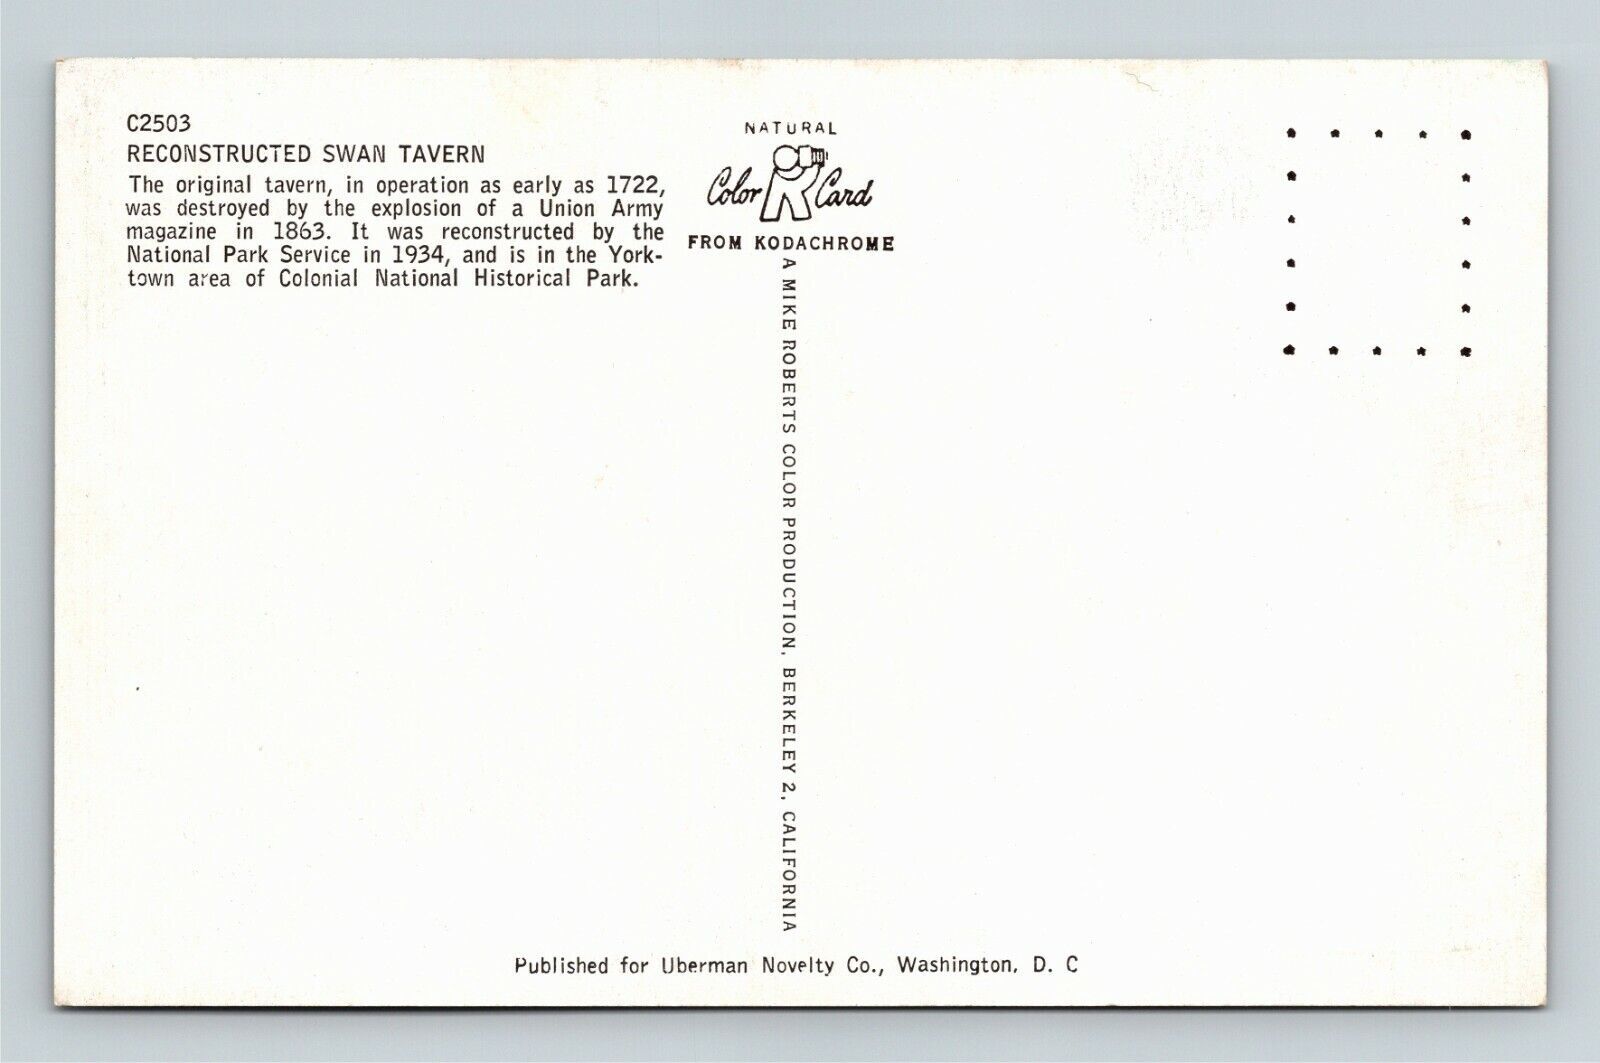 C2503
RECONSTRUCTED SWAN TAVERN
The original tavern, in operation as early as 1722,
was destroyed by the explosion of a Union Army
magazine in 1863. It was reconstructed by the
National Park Service in 1934, and is in the York-
town area of Colonial National Historical Park.
NATURAL
Color Card
FROM KODACHROME
A MIKE ROBERTS COLOR PRODUCTION, BERKELEY 2, CALIFORNIA
Published for Uberman Novelty Co., Washington, D. C